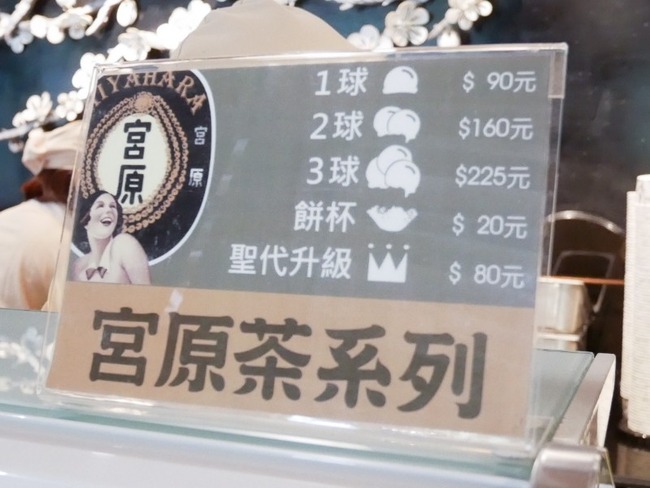 MIYAHARA
宮原
宮原
1球 $ 90元
2球 $160元
3球 $225元
餅杯 $ 20元
聖代升級 $ 80元
宮原茶系列